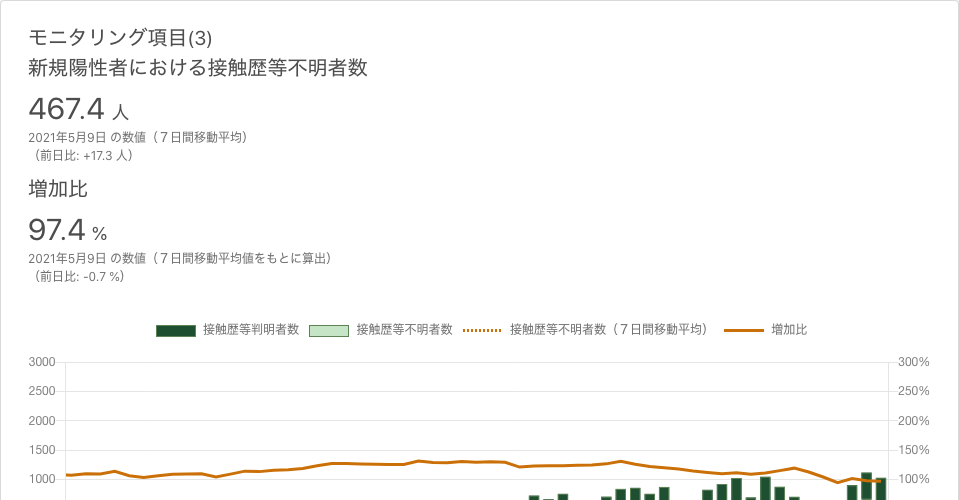 モニタリング項目(3)
新規陽性者における接触歴等不明者数
467.4 人
2021年5月9日 の数値（７日間移動平均）
（前日比: +17.3 人）
増加比
97.4 %
2021年5月9日 の数値（７日間移動平均値をもとに算出）
（前日比: -0.7 %）
接触歴等判明者数 接触歴等不明者数 接触歴等不明者数（７日間移動平均） 増加比
3000 300%
2500 250%
2000 200%
1500 150%
1000 100%